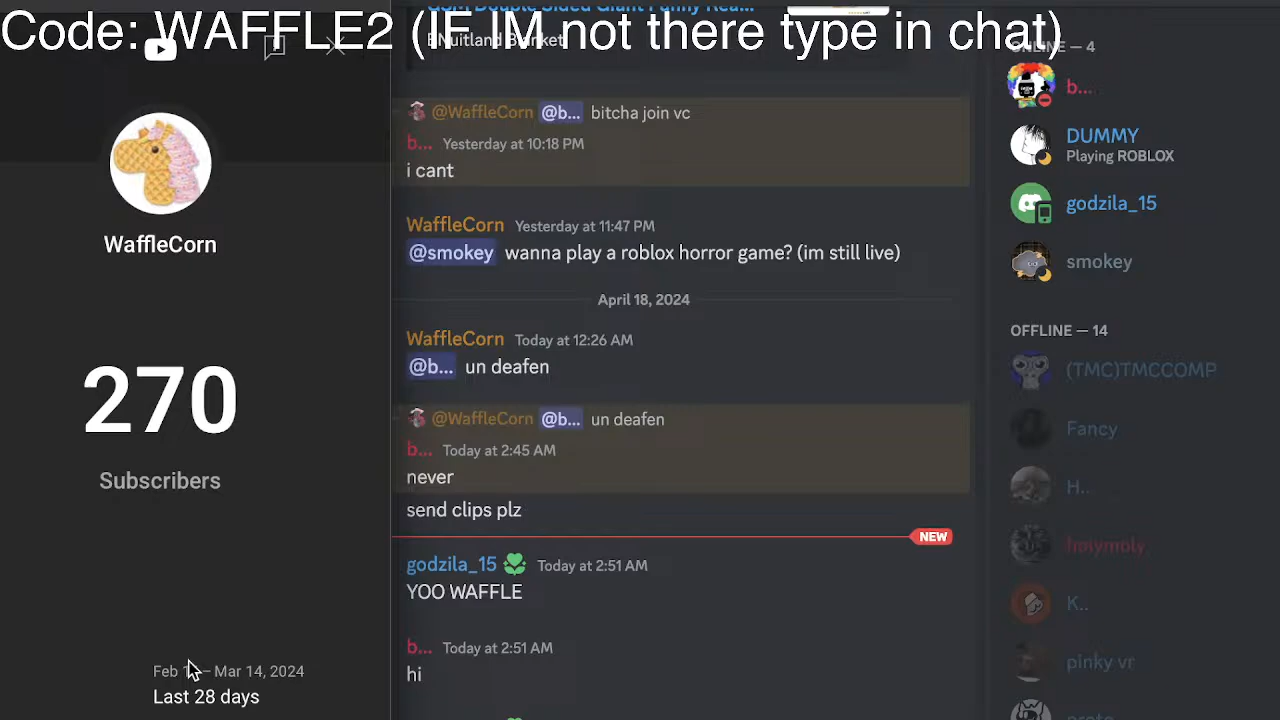 Code: WAFFLE2 (IF IM not there type in chat)
WaffleCorn
270
Subscribers
Mar 14, 2024
Last 28 days
@WaffleCorn @b... bitcha join vc
b... Yesterday at 10:18 PM
i cant
WaffleCorn Yesterday at 11:47 PM
@smokey wanna play a roblox horror game? (im still live)
April 18, 2024
WaffleCorn Today at 12:26 AM
@b... un deafen
@WaffleCorn @b... un deafen
b... Today at 2:45 AM
never
send clips plz
NEW
godzila_15 Today at 2:51 AM
YOO WAFFLE
b... Today at 2:51 AM
hi
ONLINE — 4
b...
DUMMY
Playing ROBLOX
godzila_15
smokey
OFFLINE — 14
(TMC)TMCCOMP
Fancy
H..
holymoly
K..
pinky vr